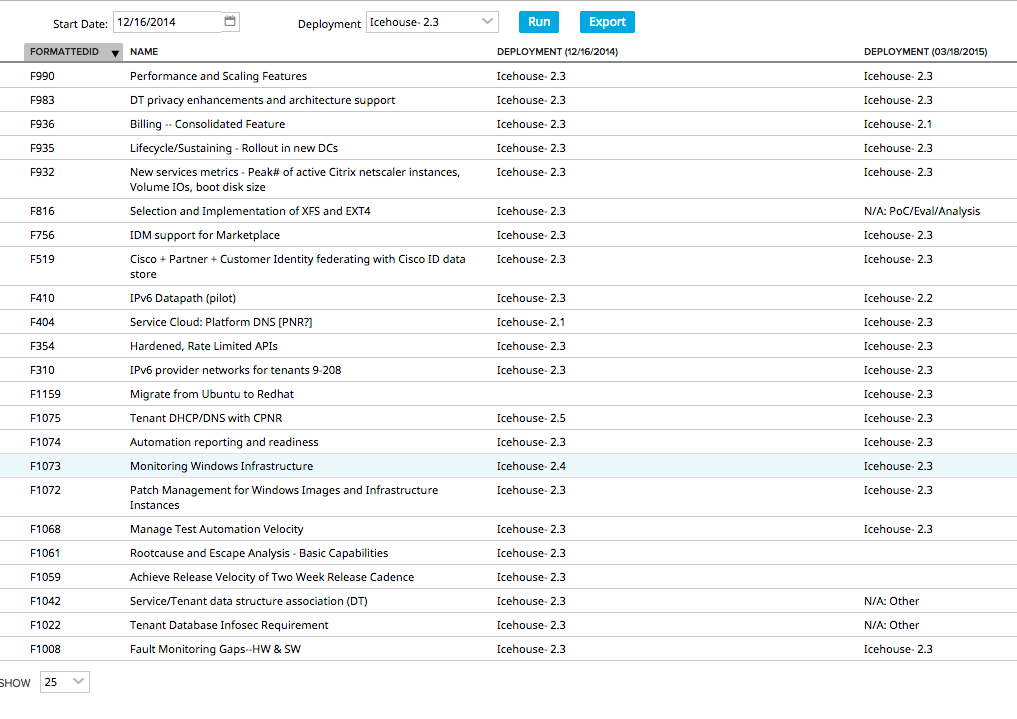 Start Date: 12/16/2014 Deployment Icehouse- 2.3 Run Export
FORMATTEDID NAME DEPLOYMENT (12/16/2014) DEPLOYMENT (03/18/2015)
F990 Performance and Scaling Features Icehouse- 2.3 Icehouse- 2.3
F983 DT privacy enhancements and architecture support Icehouse- 2.3 Icehouse- 2.3
F936 Billing -- Consolidated Feature Icehouse- 2.3 Icehouse- 2.1
F935 Lifecycle/Sustaining - Rollout in new DCs Icehouse- 2.3 Icehouse- 2.3
F932 New services metrics - Peak# of active Citrix netscaler instances, Icehouse- 2.3 Icehouse- 2.3
Volume IOs, boot disk size
F816 Selection and Implementation of XFS and EXT4 Icehouse- 2.3 N/A: PoC/Eval/Analysis
F756 IDM support for Marketplace Icehouse- 2.3 Icehouse- 2.3
F519 Cisco + Partner + Customer Identity federating with Cisco ID data Icehouse- 2.3 Icehouse- 2.3
store
F410 IPv6 Datapath (pilot) Icehouse- 2.3 Icehouse- 2.2
F404 Service Cloud: Platform DNS [PNR?] Icehouse- 2.1 Icehouse- 2.3
F354 Hardened, Rate Limited APIs Icehouse- 2.3 Icehouse- 2.3
F310 IPv6 provider networks for tenants 9-208 Icehouse- 2.3 Icehouse- 2.3
F1159 Migrate from Ubuntu to Redhat Icehouse- 2.3
F1075 Tenant DHCP/DNS with CPNR Icehouse- 2.5 Icehouse- 2.3
F1074 Automation reporting and readiness Icehouse- 2.3 Icehouse- 2.3
F1073 Monitoring Windows Infrastructure Icehouse- 2.4 Icehouse- 2.3
F1072 Patch Management for Windows Images and Infrastructure Icehouse- 2.3 Icehouse- 2.3
Instances
F1068 Manage Test Automation Velocity Icehouse- 2.3 Icehouse- 2.3
F1061 Rootcause and Escape Analysis - Basic Capabilities Icehouse- 2.3
F1059 Achieve Release Velocity of Two Week Release Cadence Icehouse- 2.3
F1042 Service/Tenant data structure association (DT) Icehouse- 2.3 N/A: Other
F1022 Tenant Database Infosec Requirement Icehouse- 2.3 N/A: Other
F1008 Fault Monitoring Gaps--HW & SW Icehouse- 2.3 Icehouse- 2.3
SHOW 25